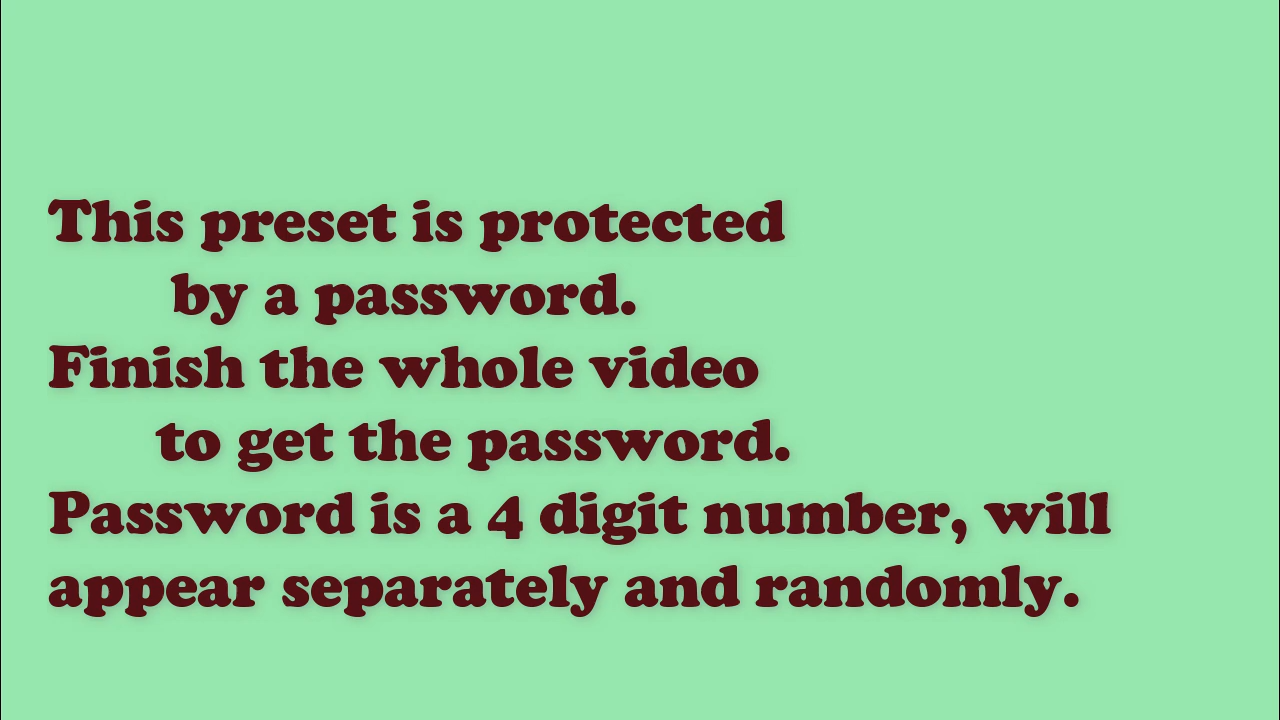 This preset is protected
by a password.
Finish the whole video
to get the password.
Password is a 4 digit number, will
appear separately and randomly.